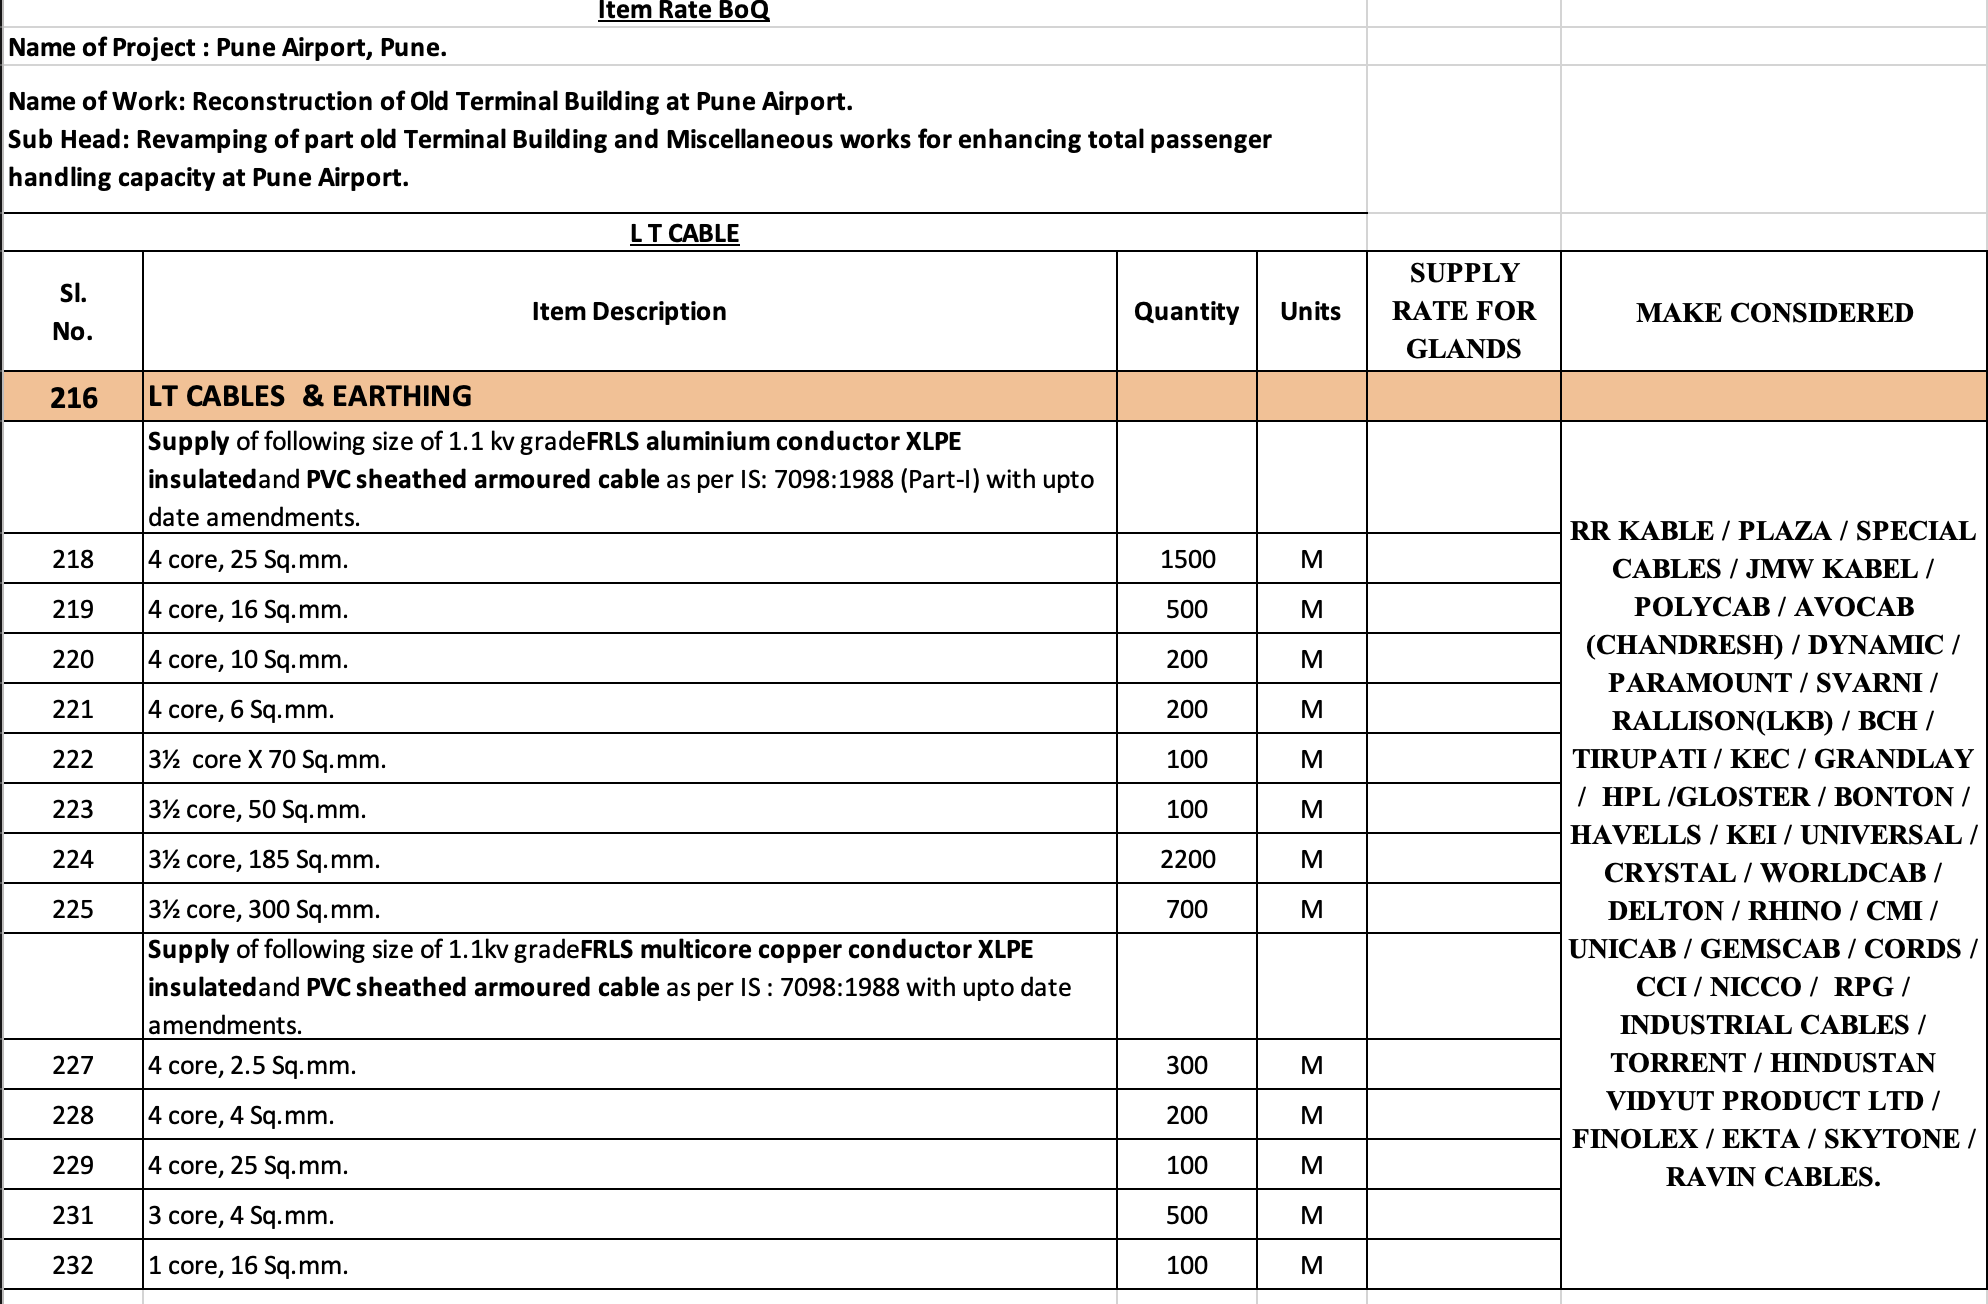 Item Rate BoQ
Name of Project : Pune Airport, Pune.
Name of Work: Reconstruction of Old Terminal Building at Pune Airport.
Sub Head: Revamping of part old Terminal Building and Miscellaneous works for enhancing total passenger
handling capacity at Pune Airport.
L T CABLE
Sl.
No.
Item Description
Quantity
Units
SUPPLY
RATE FOR
GLANDS
MAKE CONSIDERED
216 LT CABLES & EARTHING
Supply of following size of 1.1 kv gradeFRLS aluminium conductor XLPE
insulatedand PVC sheathed armoured cable as per IS: 7098:1988 (Part-I) with upto
date amendments.
218 4 core, 25 Sq.mm. 1500 M
219 4 core, 16 Sq.mm. 500 M
220 4 core, 10 Sq.mm. 200 M
221 4 core, 6 Sq.mm. 200 M
222 3½ core X 70 Sq.mm. 100 M
223 3½ core, 50 Sq.mm. 100 M
224 3½ core, 185 Sq.mm. 2200 M
225 3½ core, 300 Sq.mm. 700 M
Supply of following size of 1.1kv gradeFRLS multicore copper conductor XLPE
insulatedand PVC sheathed armoured cable as per IS : 7098:1988 with upto date
amendments.
227 4 core, 2.5 Sq.mm. 300 M
228 4 core, 4 Sq.mm. 200 M
229 4 core, 25 Sq.mm. 100 M
231 3 core, 4 Sq.mm. 500 M
232 1 core, 16 Sq.mm. 100 M
RR KABLE / PLAZA / SPECIAL
CABLES / JMW KABEL /
POLYCAB / AVOCAB
(CHANDRESH) / DYNAMIC /
PARAMOUNT / SVARNI /
RALLISON(LKB) / BCH /
TIRUPATI / KEC / GRANDLAY
/ HPL /GLOSTER / BONTON /
HAVELLS / KEI / UNIVERSAL /
CRYSTAL / WORLDCAB /
DELTON / RHINO / CMI /
UNICAB / GEMSCAB / CORDS /
CCI / NICCO / RPG /
INDUSTRIAL CABLES /
TORRENT / HINDUSTAN
VIDYUT PRODUCT LTD /
FINOLEX / EKTA / SKYTONE /
RAVIN CABLES.